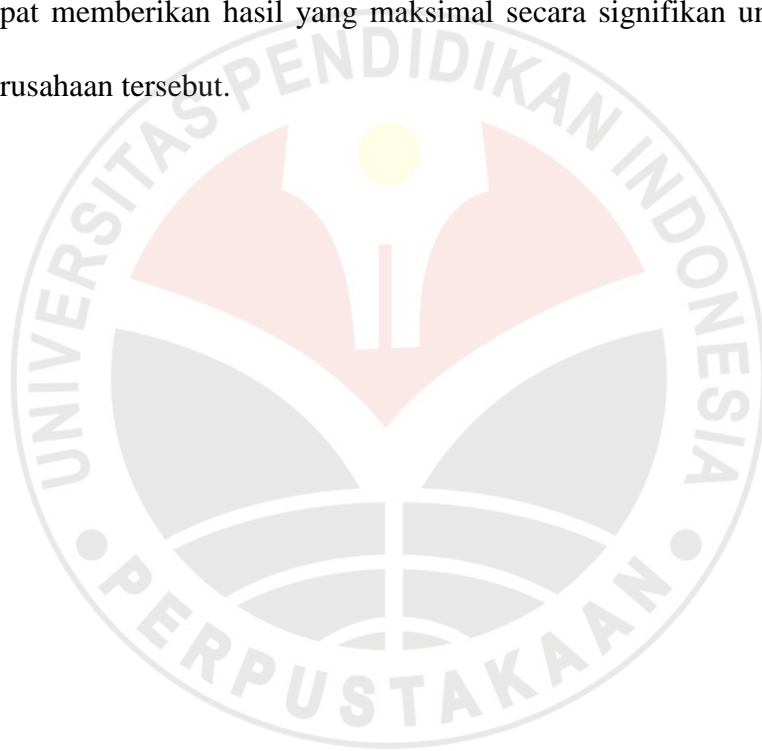 pat memberikan hasil yang maksimal secara signifikan un
rusahaan tersebut.
UNIVERSITAS PENDIDIKAN INDONESIA
PERPUSTAKAAN